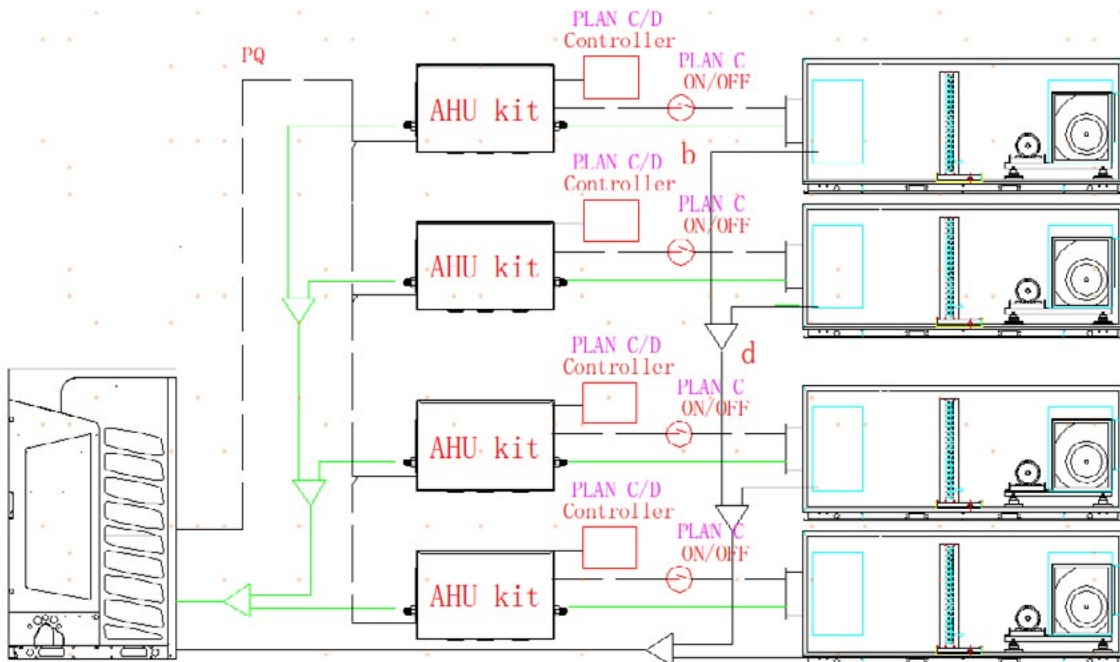 PLAN C/D
Controller
PQ
PLAN C
ON/OFF
AHU kit
b
PLAN C/D
Controller
PLAN C
ON/OFF
AHU kit
PLAN C/D
Controller
d
PLAN C
ON/OFF
AHU kit
PLAN C/D
Controller
PLAN C
ON/OFF
AHU kit